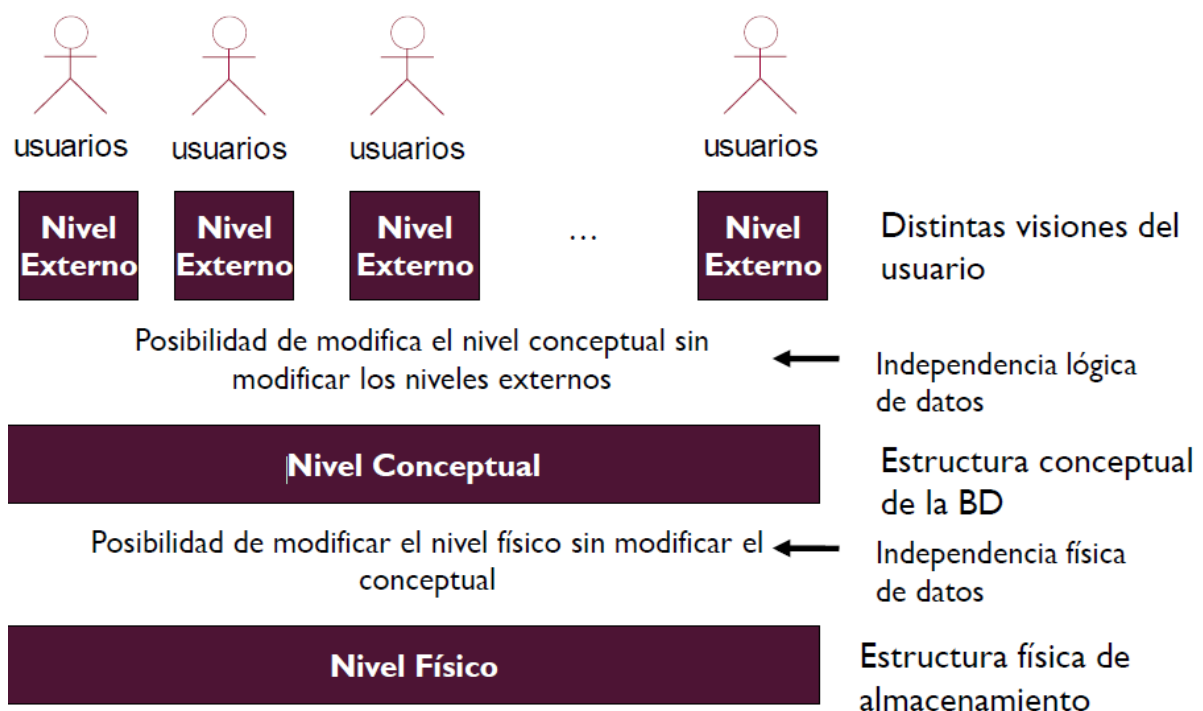 usuarios
usuarios
usuarios
usuarios
Nivel
Externo
Nivel
Externo
Nivel
Externo
...
Nivel
Externo
Distintas visiones del
usuario
Posibilidad de modifica el nivel conceptual sin
modificar los niveles externos
Independencia lógica
de datos
Nivel Conceptual
Estructura conceptual
de la BD
Posibilidad de modificar el nivel físico sin modificar el
conceptual
Independencia física
de datos
Nivel Físico
Estructura física de
almacenamiento